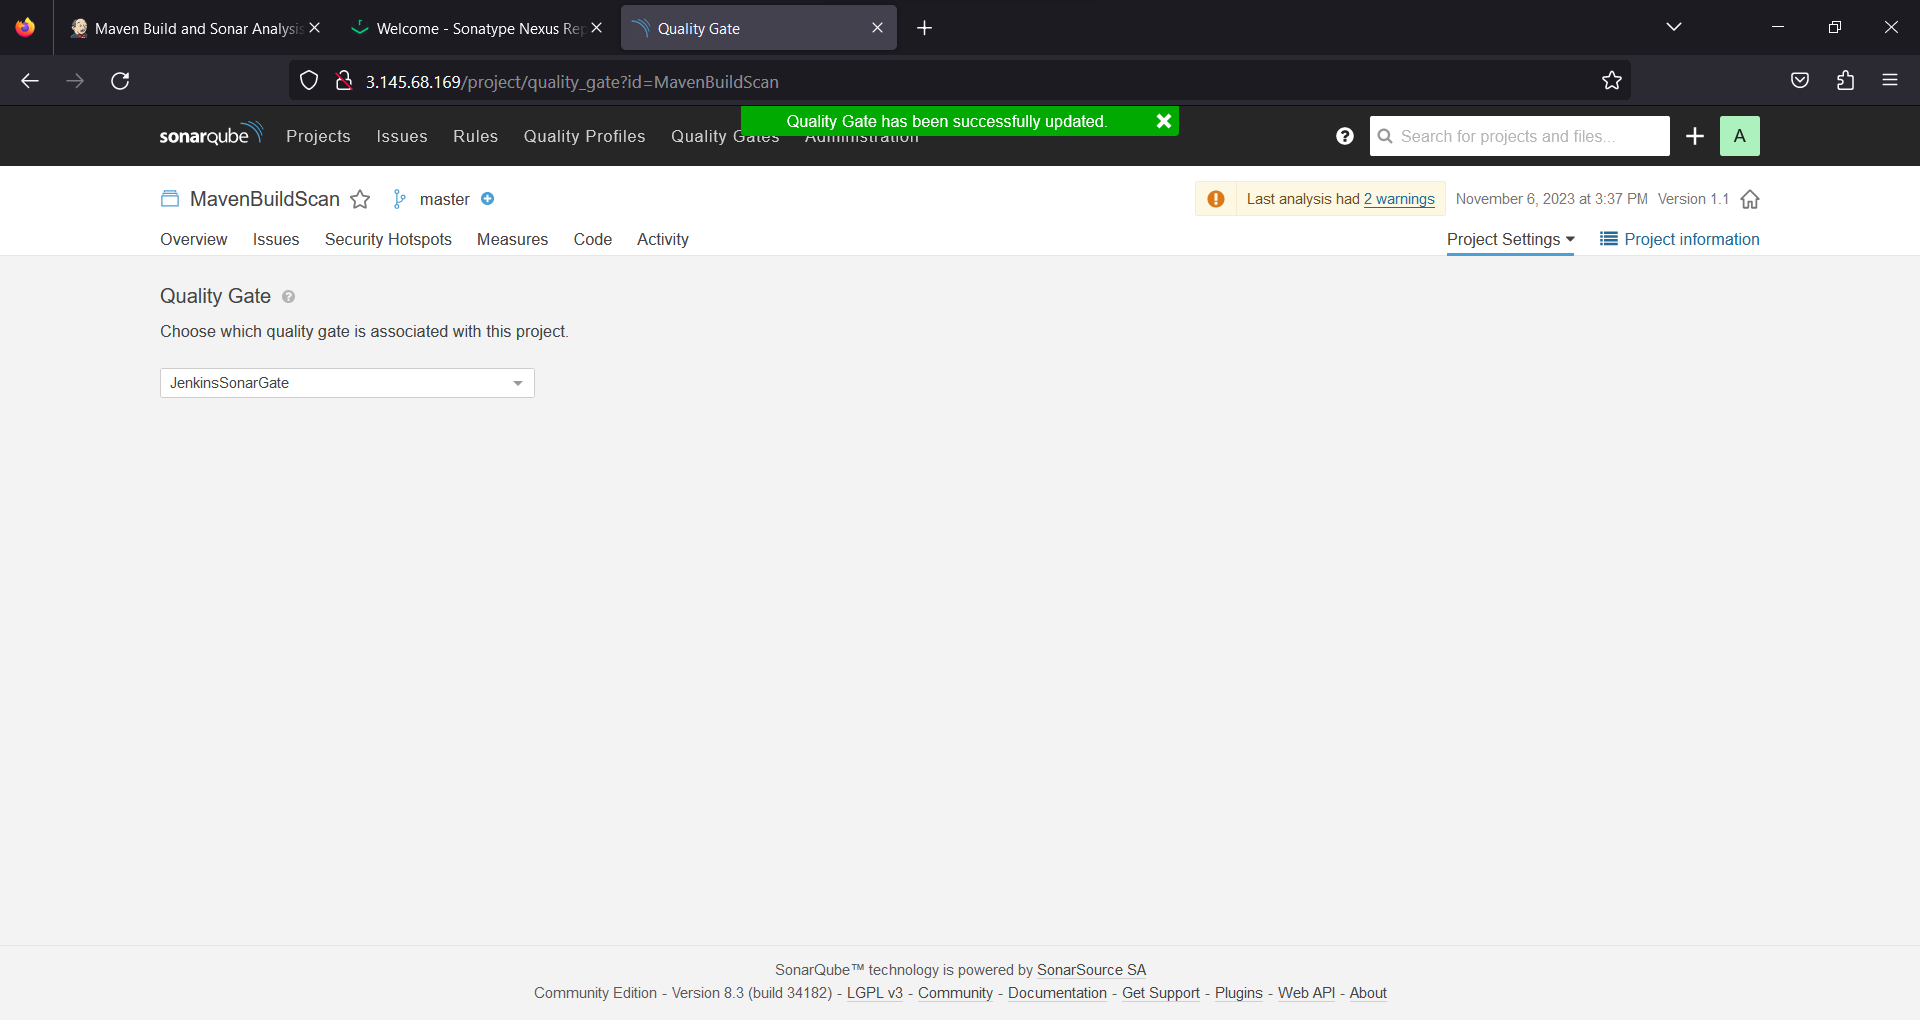 Maven Build and Sonar Analysis
Welcome - Sonatype Nexus Rep
Quality Gate
3.145.68.169/project/quality_gate?id=MavenBuildScan
Quality Gate has been successfully updated.
sonarqube Projects Issues Rules Quality Profiles Quality Gates Administration
Search for projects and files...
A
MavenBuildScan master
Last analysis had 2 warnings November 6, 2023 at 3:37 PM Version 1.1
Overview Issues Security Hotspots Measures Code Activity
Project Settings Project information
Quality Gate ?
Choose which quality gate is associated with this project.
JenkinsSonarGate
SonarQube™ technology is powered by SonarSource SA
Community Edition - Version 8.3 (build 34182) - LGPL v3 - Community - Documentation - Get Support - Plugins - Web API - About